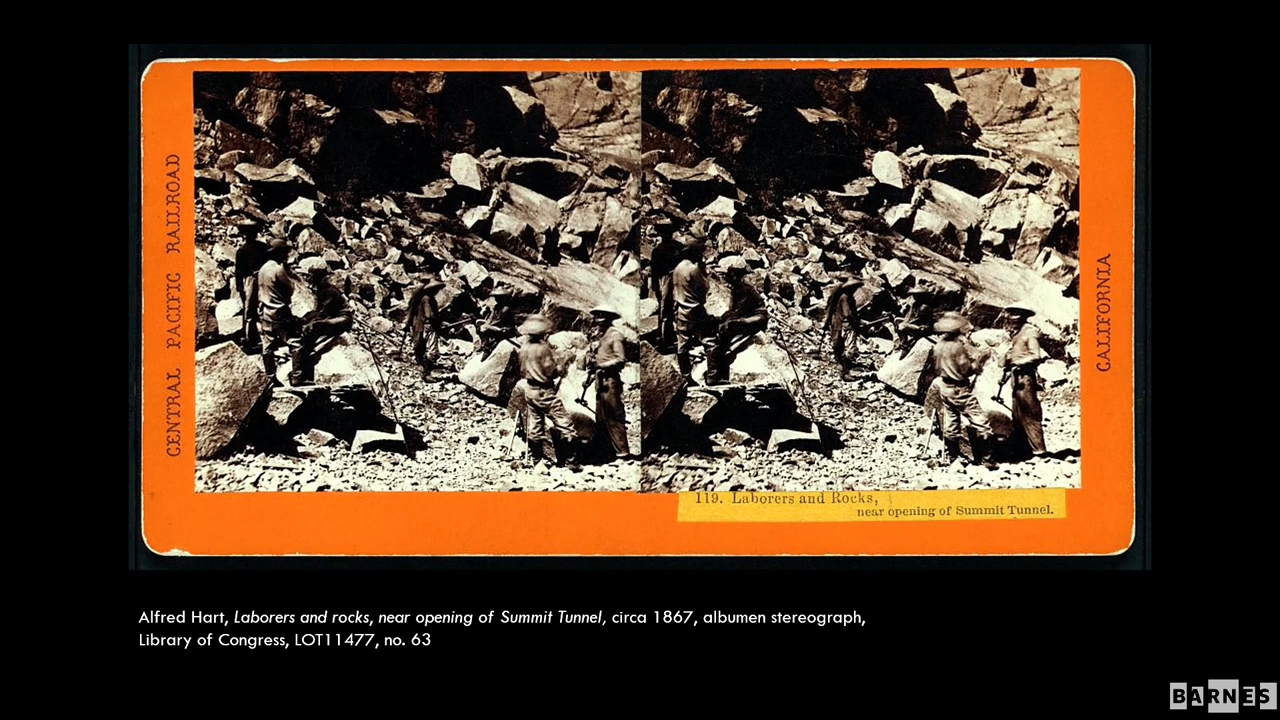 CENTRAL PACIFIC RAILROAD
CALIFORNIA
119. Laborers and Rocks,
near opening of Summit Tunnel.
Alfred Hart, Laborers and rocks, near opening of Summit Tunnel, circa 1867, albumen stereograph,
Library of Congress, LOT11477, no. 63
BARNES